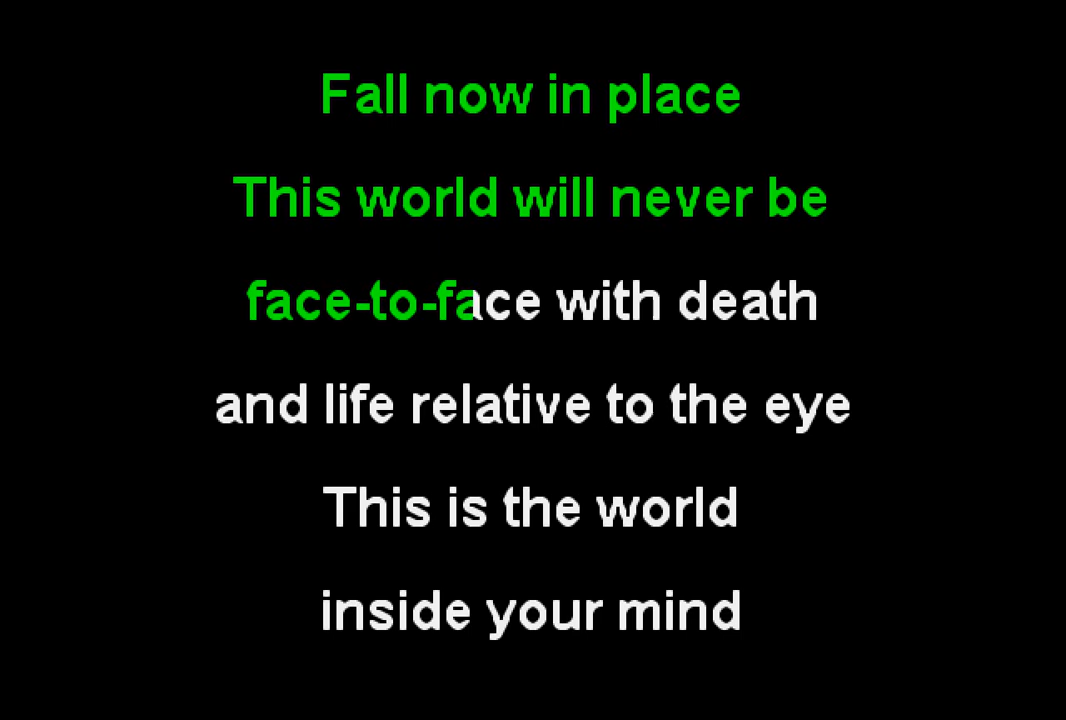 Fall now in place
This world will never be
face-to-face with death
and life relative to the eye
This is the world
inside your mind